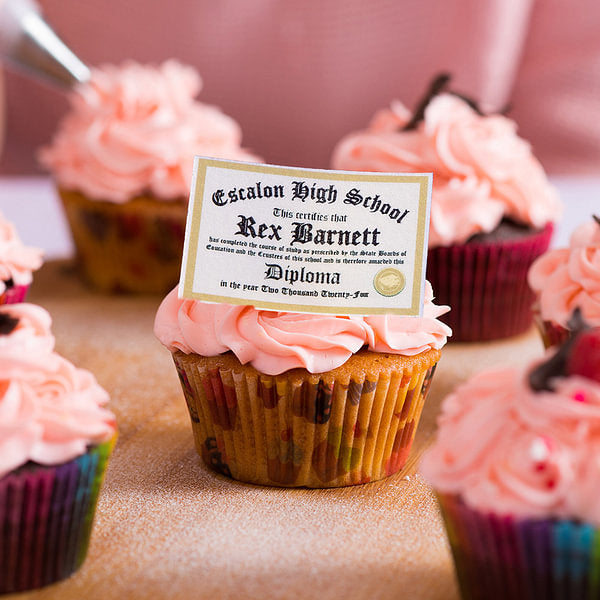 Escalon High School
This certifies that
Rex Barnett
has completed the course of study as perscribed by the State Boards of
Education and the Trustees of this school and is therefore awarded this
Diploma
in the year Two Thousand Twenty-Four